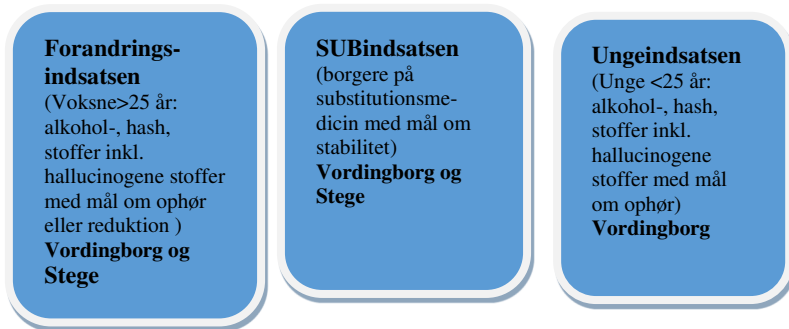 Forandrings-
indsatsen
(Voksne>25 år:
alkohol-, hash,
stoffer inkl.
hallucinogene stoffer
med mål om ophør
eller reduktion )
Vordingborg og
Stege
SUBindsatsen
(borgere på
substitutionsme-
dicin med mål om
stabilitet)
Vordingborg og
Stege
Ungeindsatsen
(Unge <25 år:
alkohol-, hash,
stoffer inkl.
hallucinogene
stoffer med mål
om ophør)
Vordingborg